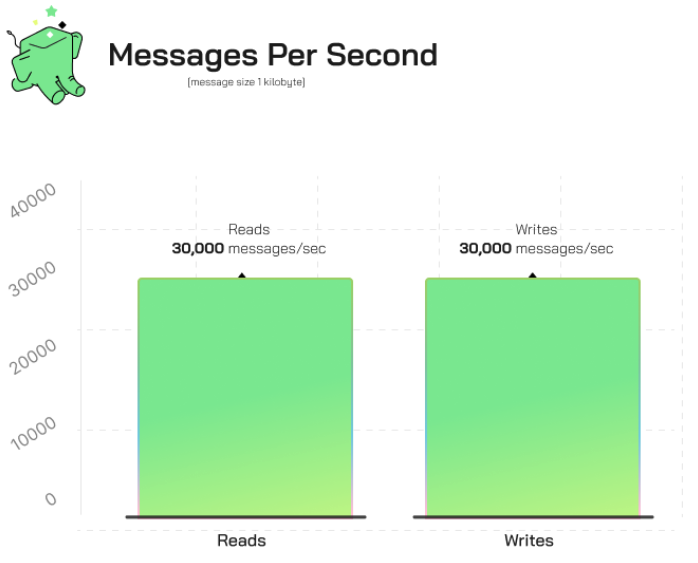 Messages Per Second
[message size 1 kilobyte]
40000
30000
20000
10000
0
Reads
30,000 messages/sec
Writes
30,000 messages/sec
Reads
Writes